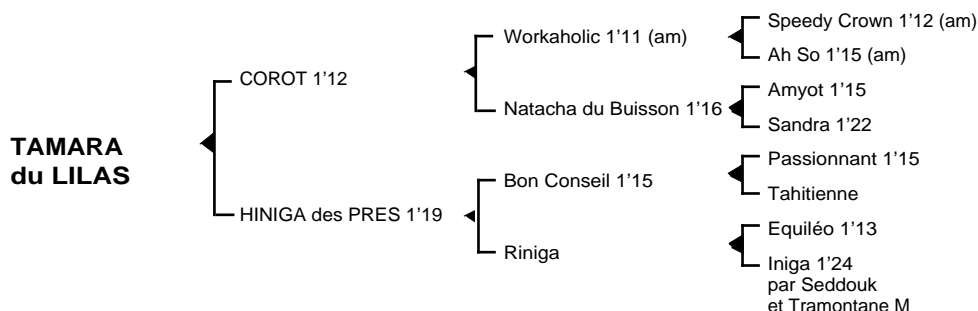 TAMARA
du LILAS
COROT 1'12
HINIGA des PRES 1'19
Workaholic 1'11 (am)
Natacha du Buisson 1'16
Bon Conseil 1'15
Riniga
Speedy Crown 1'12 (am)
Ah So 1'15 (am)
Amyot 1'15
Sandra 1'22
Passionnant 1'15
Tahitienne
Equiléo 1'13
Iniga 1'24
par Seddouk
et Tramontane M